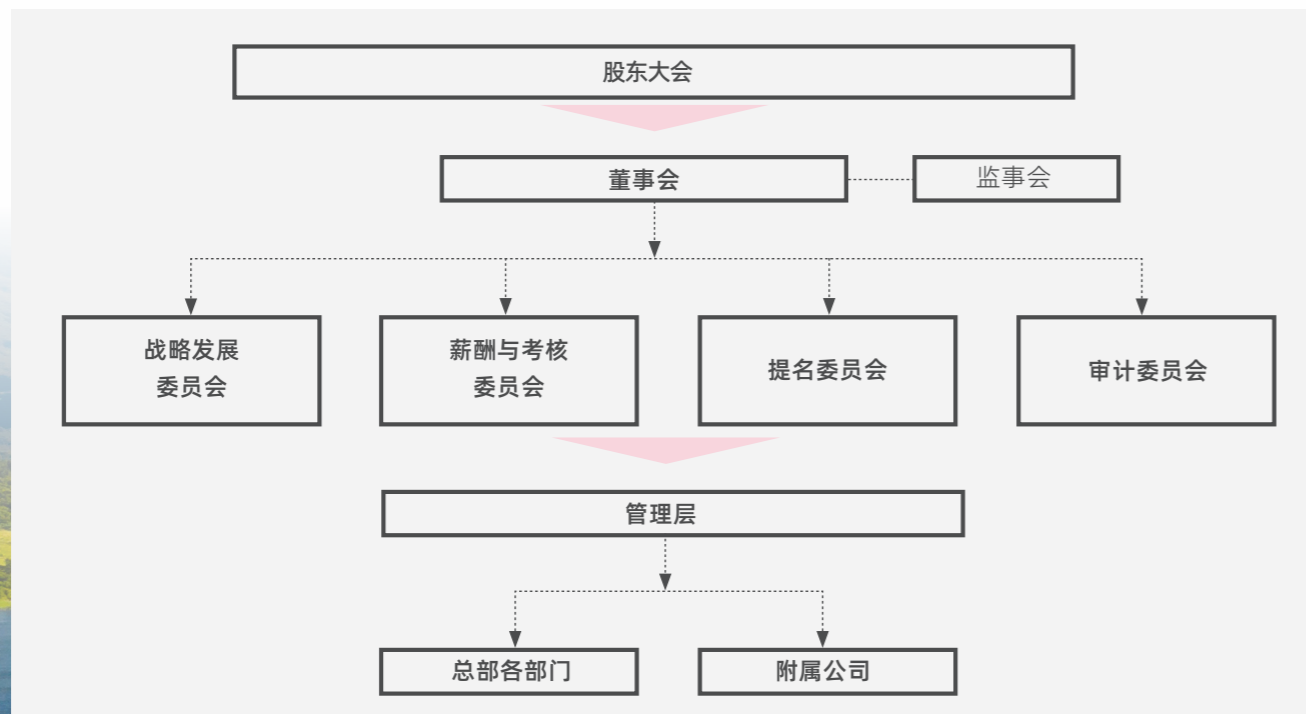 股东大会
董事会
监事会
战略发展
委员会
薪酬与考核
委员会
提名委员会
审计委员会
管理层
总部各部门
附属公司